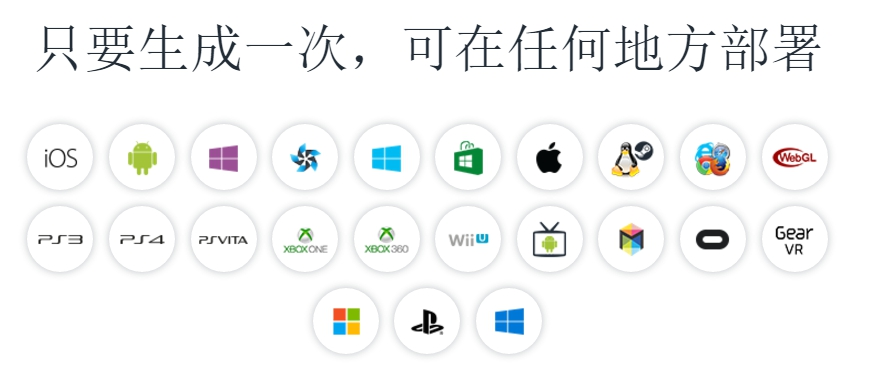 只要生成一次，可在任何地方部署
iOS
WebGL
PS3
PS4
PSVITA
XBOX ONE
XBOX 360
Wii U
Gear
VR